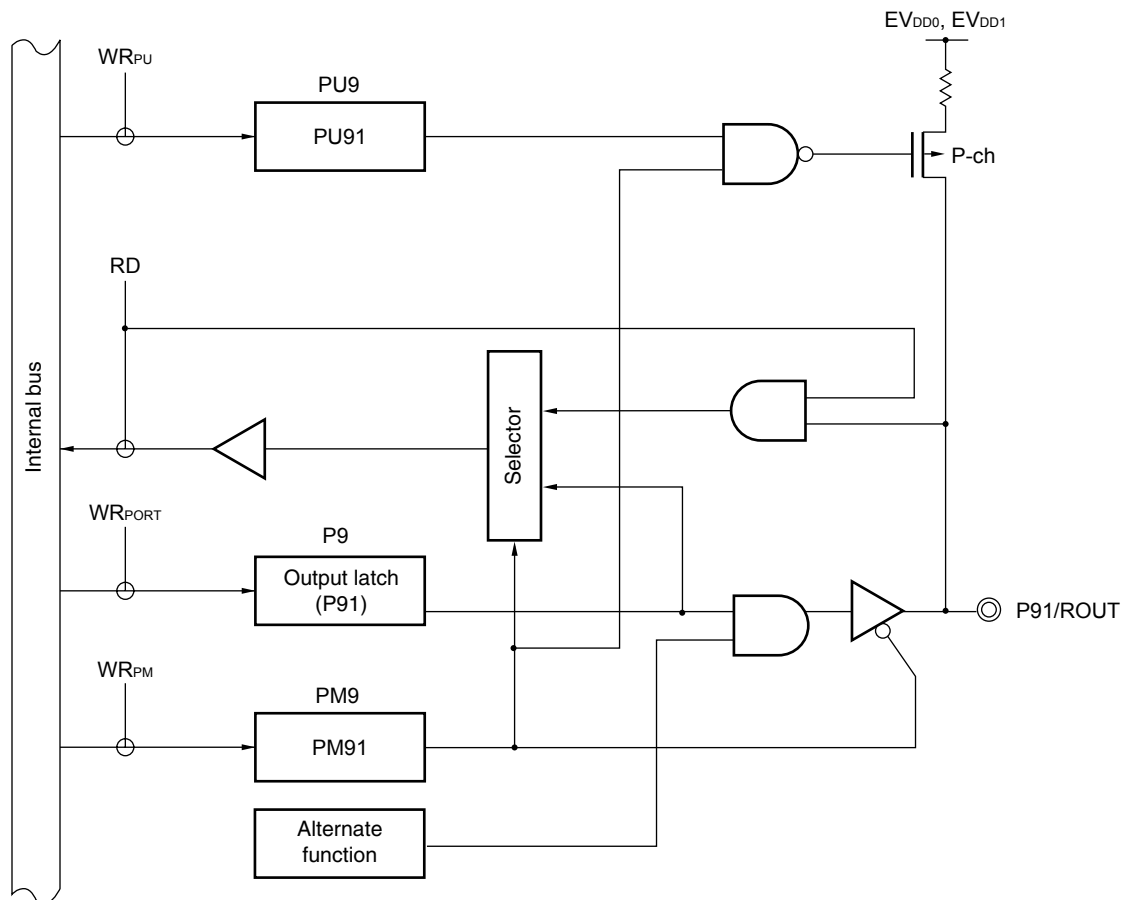 EVDD0, EVDD1
WRPU
PU9
PU91
P-ch
RD
Internal bus
Selector
WRPORT
P9
Output latch
(P91)
P91/ROUT
WRPM
PM9
PM91
Alternate
function